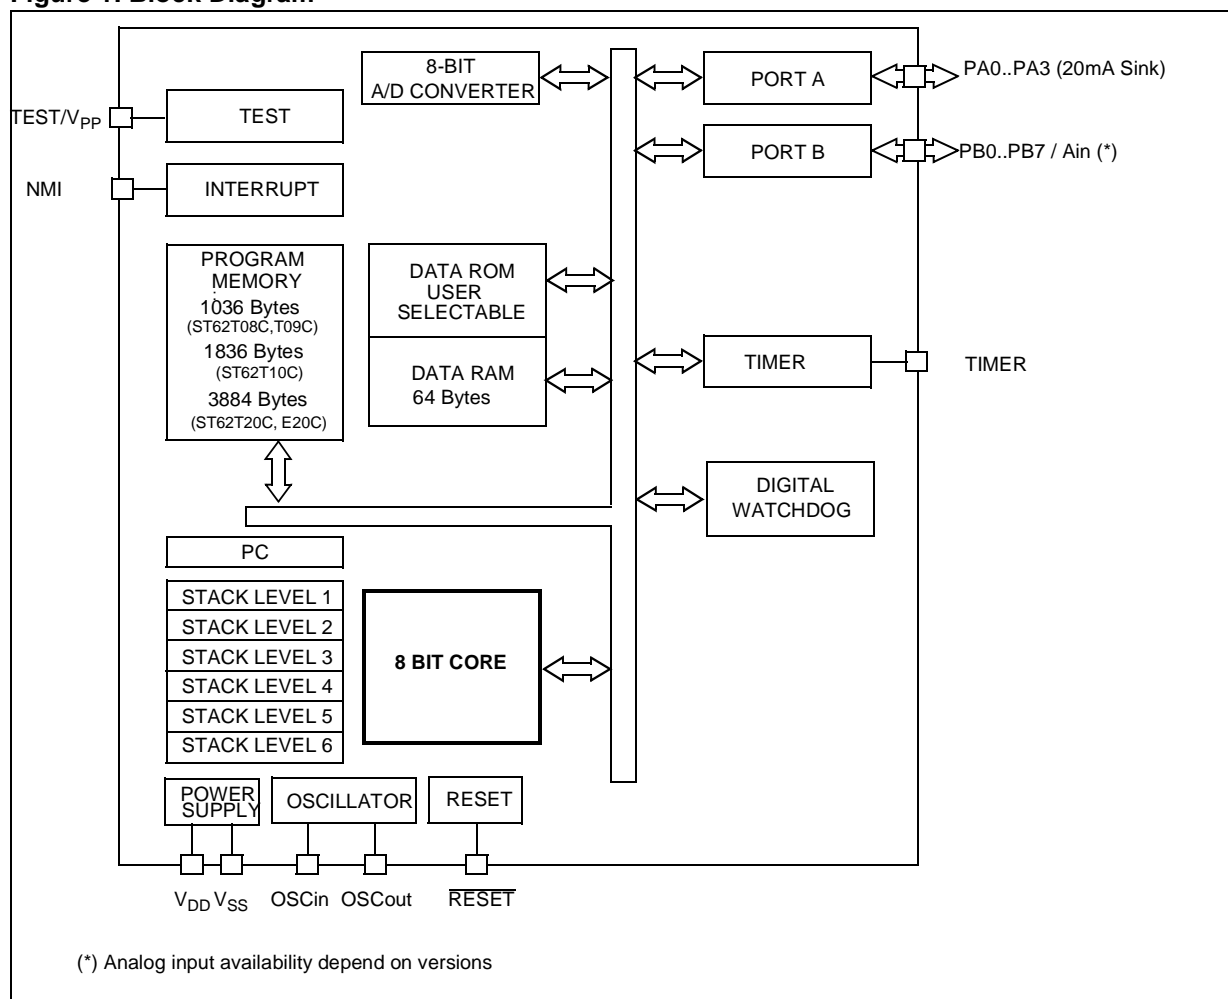 8-BIT
A/D CONVERTER
PORT A
PA0..PA3 (20mA Sink)
TEST/VPP
TEST
PORT B
PB0..PB7 / Ain (*)
NMI
INTERRUPT
PROGRAM
MEMORY
1036 Bytes
(ST62T08C,T09C)
1836 Bytes
(ST62T10C)
3884 Bytes
(ST62T20C, E20C)
DATA ROM
USER
SELECTABLE
DATA RAM
64 Bytes
TIMER
TIMER
DIGITAL
WATCHDOG
PC
STACK LEVEL 1
STACK LEVEL 2
STACK LEVEL 3
STACK LEVEL 4
STACK LEVEL 5
STACK LEVEL 6
8 BIT CORE
POWER
SUPPLY
OSCILLATOR
RESET
VDD VSS
OSCin OSCout
RESET
(*) Analog input availability depend on versions